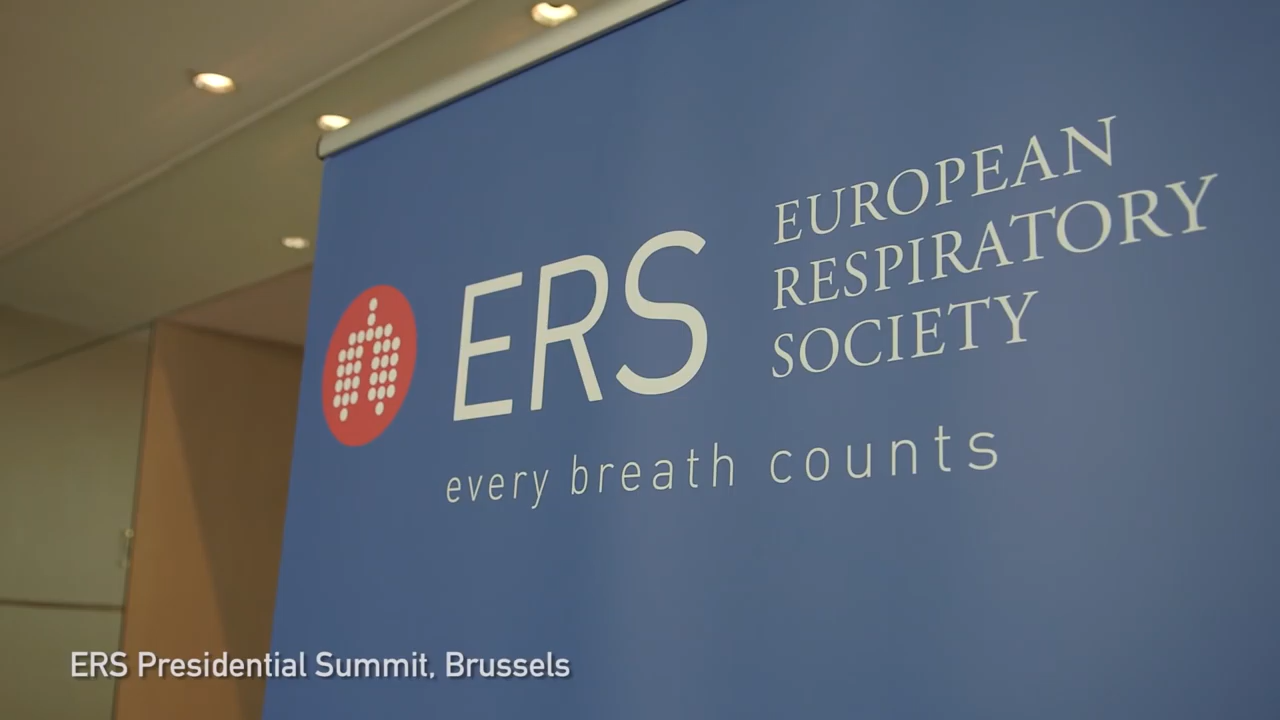 ERS
EUROPEAN
RESPIRATORY
SOCIETY
every breath counts
ERS Presidential Summit, Brussels